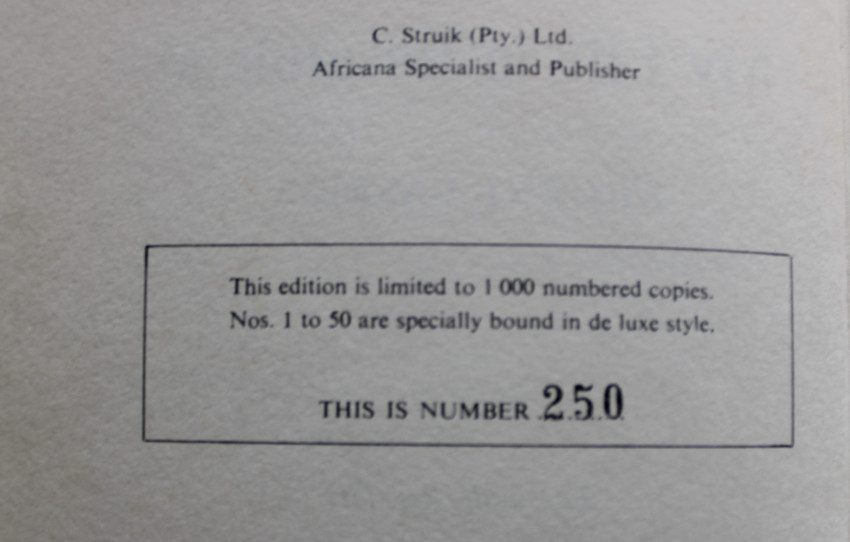 C. Struik (Pty.) Ltd.
Africana Specialist and Publisher
This edition is limited to 1 000 numbered copies.
Nos. 1 to 50 are specially bound in de luxe style.
THIS IS NUMBER 250